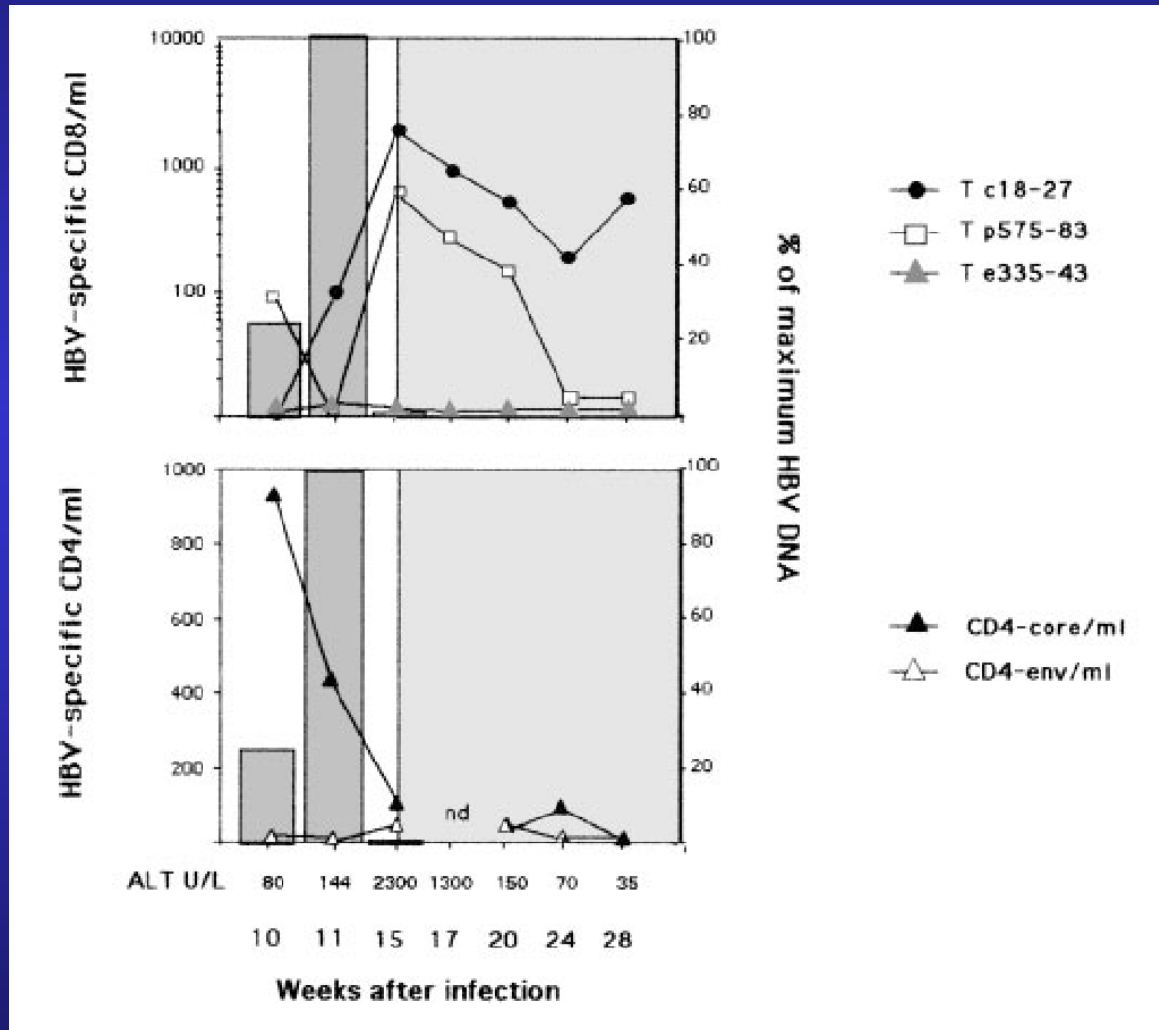 HBV-specific CD8/ml
10000
1000
100
100
80
60
40
20
0
T c18-27
T p575-83
T e335-43
% of maximum HBV DNA
HBV-specific CD4/ml
1000
800
600
400
200
100
80
60
40
20
nd
CD4-core/ml
CD4-env/ml
ALT U/L 80 144 2300 1300 150 70 35
10 11 15 17 20 24 28
Weeks after infection